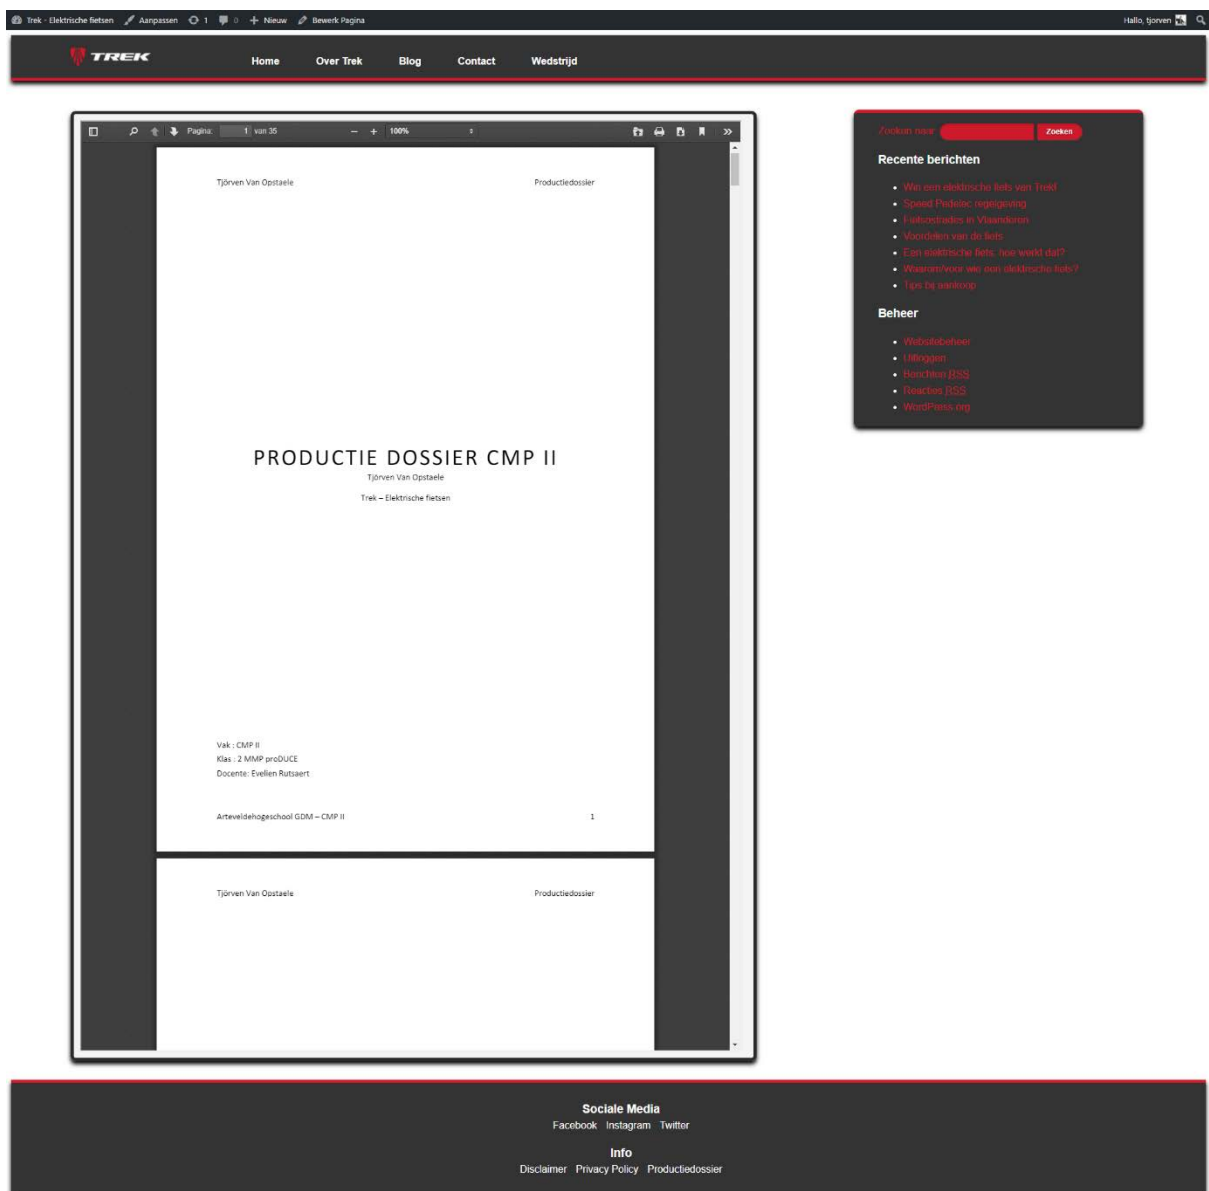 Trek - Elektrische fietsen Aanpassen 1 0 + Nieuw Bewerk Pagina Hallo, tjorven
TREK Home Over Trek Blog Contact Wedstrijd
Pagina: 1 van 35 − + 100%
Tjörven Van Opstaele Productiedossier
PRODUCTIE DOSSIER CMP II
Tjörven Van Opstaele
Trek – Elektrische fietsen
Vak : CMP II
Klas : 2 MMP proDUCE
Docente: Evelien Rutsaert
Arteveldehogeschool GDM – CMP II 1
Tjörven Van Opstaele Productiedossier
Zoeken naar: Zoeken
Recente berichten
Win een elektrische fiets van Trek!
Speed Pedelec regelgeving
Fietsostrades in Vlaanderen
Voordelen van de fiets
Een elektrische fiets, hoe werkt dat?
Waarom/voor wie een elektrische fiets?
Tips bij aankoop
Beheer
Websitebeheer
Uitloggen
Berichten RSS
Reacties RSS
WordPress.org
Sociale Media
Facebook Instagram Twitter
Info
Disclaimer Privacy Policy Productiedossier